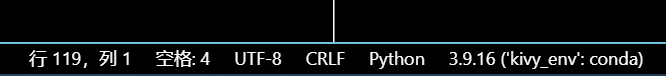 行 119，列 1 空格: 4 UTF-8 CRLF Python 3.9.16 ('kivy_env': conda)